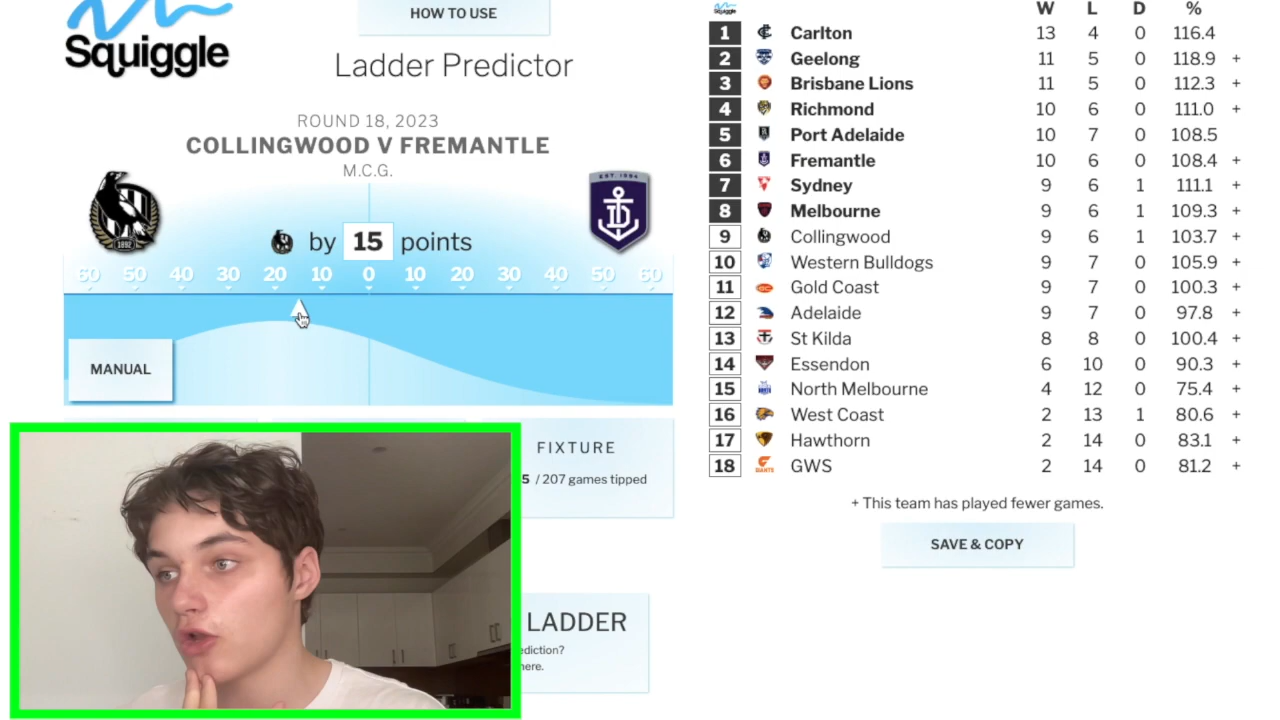 HOW TO USE
Squiggle
Ladder Predictor
ROUND 18, 2023
COLLINGWOOD V FREMANTLE
M.C.G.
1892
EST. 1994
by 15 points
60 50 40 30 20 10 0 10 20 30 40 50 60
MANUAL
FIXTURE
5 / 207 games tipped
LADDER
ediction?
here.
W L D %
1 Carlton 13 4 0 116.4
2 Geelong 11 5 0 118.9 +
3 Brisbane Lions 11 5 0 112.3 +
4 Richmond 10 6 0 111.0 +
5 Port Adelaide 10 7 0 108.5
6 Fremantle 10 6 0 108.4 +
7 Sydney 9 6 1 111.1 +
8 Melbourne 9 6 1 109.3 +
9 Collingwood 9 6 1 103.7 +
10 Western Bulldogs 9 7 0 105.9 +
11 Gold Coast 9 7 0 100.3 +
12 Adelaide 9 7 0 97.8 +
13 St Kilda 8 8 0 100.4 +
14 Essendon 6 10 0 90.3 +
15 North Melbourne 4 12 0 75.4 +
16 West Coast 2 13 1 80.6 +
17 Hawthorn 2 14 0 83.1 +
18 GWS 2 14 0 81.2 +
+ This team has played fewer games.
SAVE & COPY